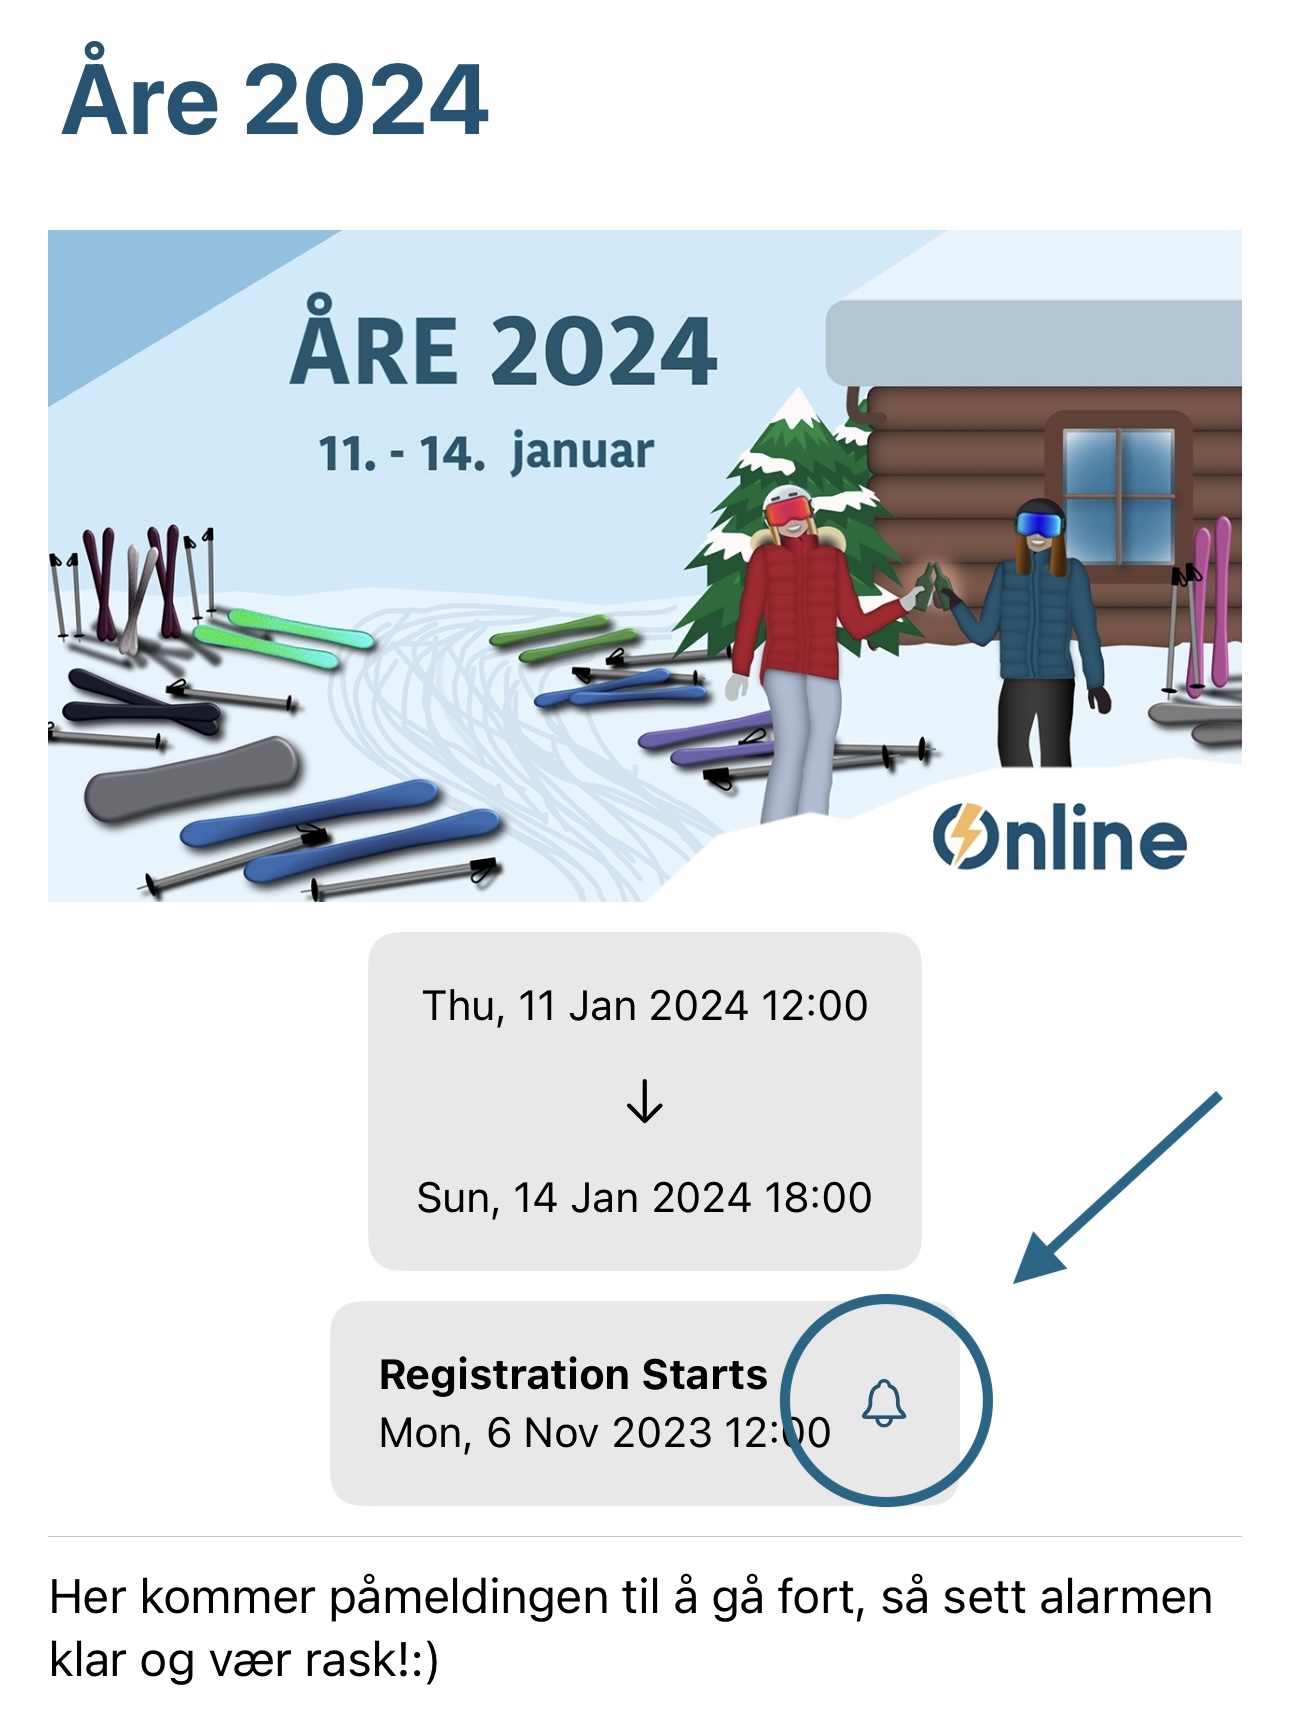 Åre 2024
ÅRE 2024
11. - 14. januar
Online
Thu, 11 Jan 2024 12:00
↓
Sun, 14 Jan 2024 18:00
Registration Starts
Mon, 6 Nov 2023 12:00
Her kommer påmeldingen til å gå fort, så sett alarmen
klar og vær rask!:)